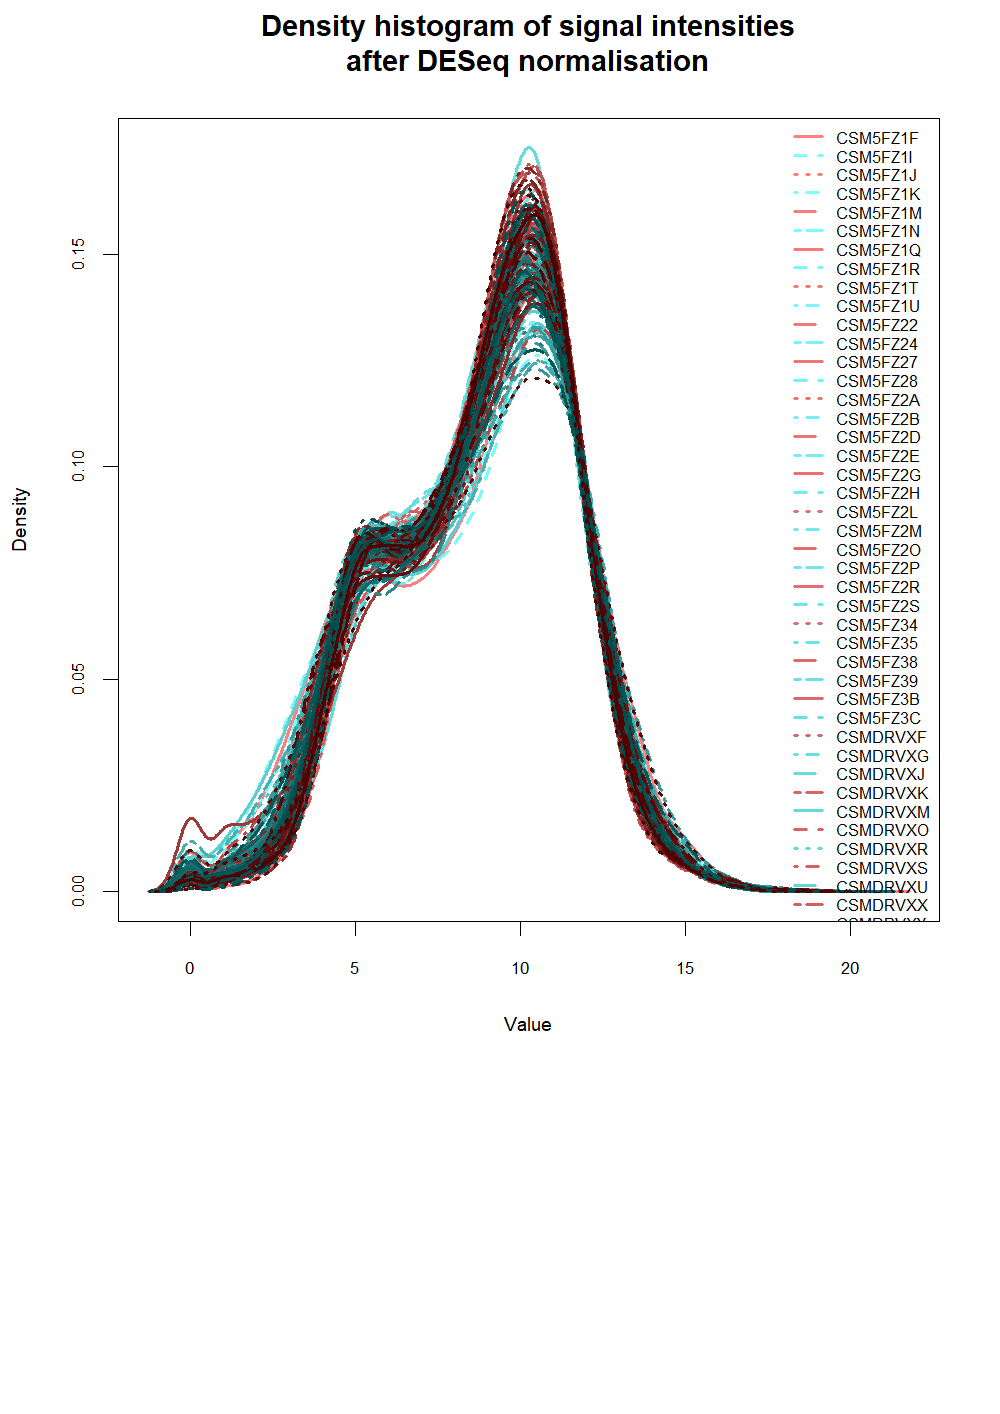 Density histogram of signal intensities
after DESeq normalisation
Density
0.15
0.10
0.05
0.00
0
5
10
15
20
Value
CSM5FZ1F
CSM5FZ1I
CSM5FZ1J
CSM5FZ1K
CSM5FZ1M
CSM5FZ1N
CSM5FZ1Q
CSM5FZ1R
CSM5FZ1T
CSM5FZ1U
CSM5FZ22
CSM5FZ24
CSM5FZ27
CSM5FZ28
CSM5FZ2A
CSM5FZ2B
CSM5FZ2D
CSM5FZ2E
CSM5FZ2G
CSM5FZ2H
CSM5FZ2L
CSM5FZ2M
CSM5FZ2O
CSM5FZ2P
CSM5FZ2R
CSM5FZ2S
CSM5FZ34
CSM5FZ35
CSM5FZ38
CSM5FZ39
CSM5FZ3B
CSM5FZ3C
CSMDRVXF
CSMDRVXG
CSMDRVXJ
CSMDRVXK
CSMDRVXM
CSMDRVXO
CSMDRVXR
CSMDRVXS
CSMDRVXU
CSMDRVXX